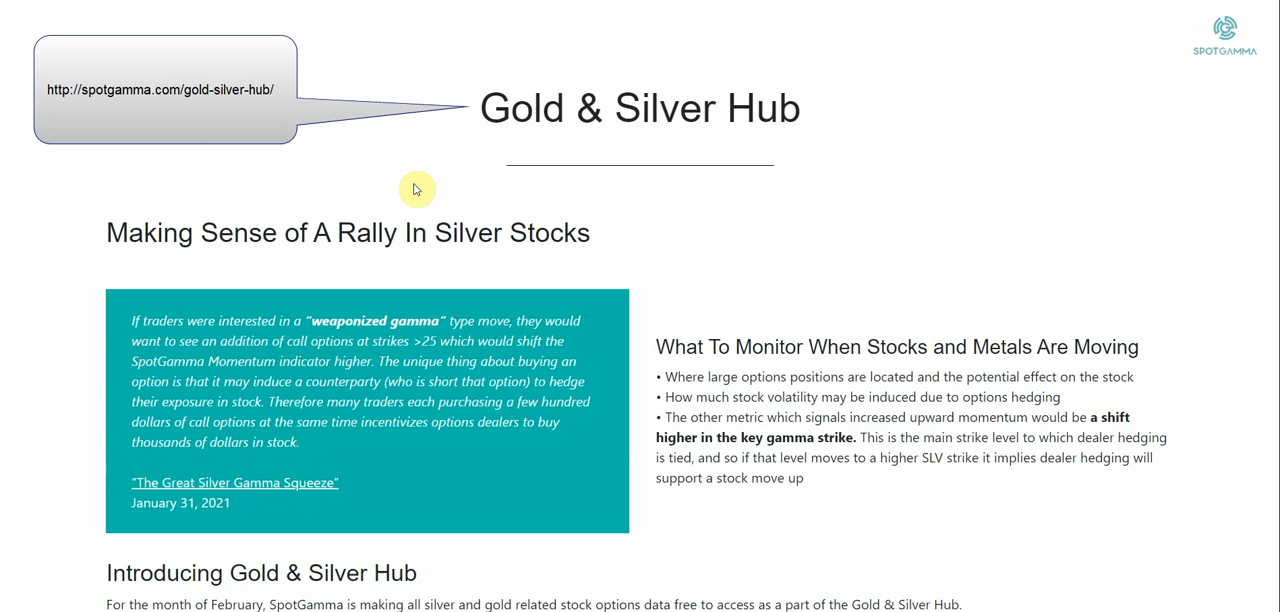 SPOTGAMMA
http://spotgamma.com/gold-silver-hub/
Gold & Silver Hub
Making Sense of A Rally In Silver Stocks
If traders were interested in a "weaponized gamma" type move, they would
want to see an addition of call options at strikes >25 which would shift the
SpotGamma Momentum indicator higher. The unique thing about buying an
option is that it may induce a counterparty (who is short that option) to hedge
their exposure in stock. Therefore many traders each purchasing a few hundred
dollars of call options at the same time incentivizes options dealers to buy
thousands of dollars in stock.
"The Great Silver Gamma Squeeze"
January 31, 2021
What To Monitor When Stocks and Metals Are Moving
• Where large options positions are located and the potential effect on the stock
• How much stock volatility may be induced due to options hedging
• The other metric which signals increased upward momentum would be a shift
higher in the key gamma strike. This is the main strike level to which dealer hedging
is tied, and so if that level moves to a higher SLV strike it implies dealer hedging will
support a stock move up
Introducing Gold & Silver Hub
For the month of February, SpotGamma is making all silver and gold related stock options data free to access as a part of the Gold & Silver Hub.